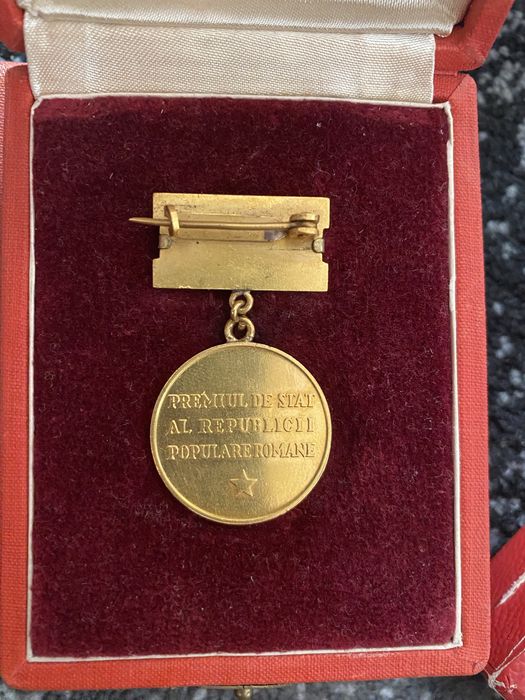 PREMIUL DE STAT
AL REPUBLICII
POPULARE ROMANE